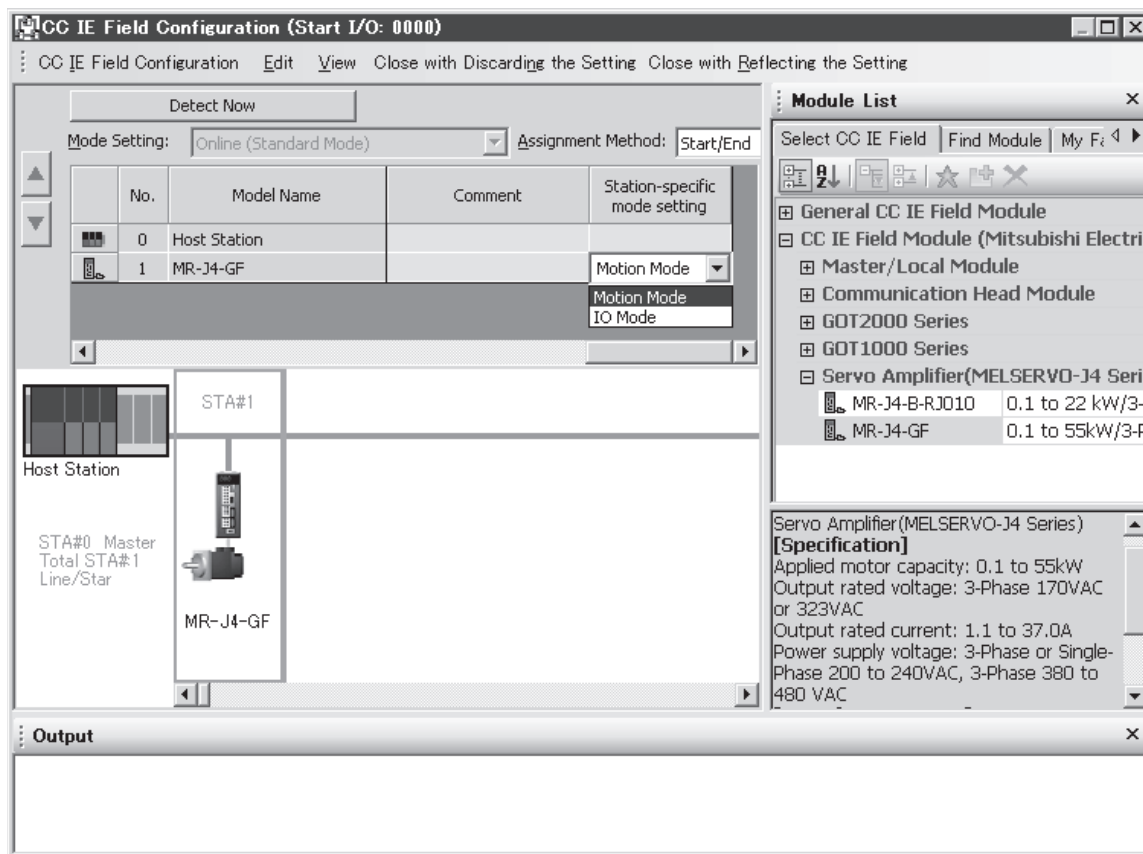 CC IE Field Configuration (Start I/O: 0000)
CC IE Field Configuration Edit View Close with Discarding the Setting Close with Reflecting the Setting
Detect Now
Mode Setting: Online (Standard Mode) Assignment Method: Start/End
No. Model Name Comment Station-specific mode setting
0 Host Station
1 MR-J4-GF Motion Mode
Motion Mode
IO Mode
STA#1
Host Station
STA#0 Master
Total STA#1
Line/Star
MR-J4-GF
Module List
Select CC IE Field Find Module My Fa
General CC IE Field Module
CC IE Field Module (Mitsubishi Electri
Master/Local Module
Communication Head Module
GOT2000 Series
GOT1000 Series
Servo Amplifier(MELSERVO-J4 Seri
MR-J4-B-RJ010 0.1 to 22 kW/3-
MR-J4-GF 0.1 to 55kW/3-P
Servo Amplifier(MELSERVO-J4 Series)
[Specification]
Applied motor capacity: 0.1 to 55kW
Output rated voltage: 3-Phase 170VAC
or 323VAC
Output rated current: 1.1 to 37.0A
Power supply voltage: 3-Phase or Single-
Phase 200 to 240VAC, 3-Phase 380 to
480 VAC
Output